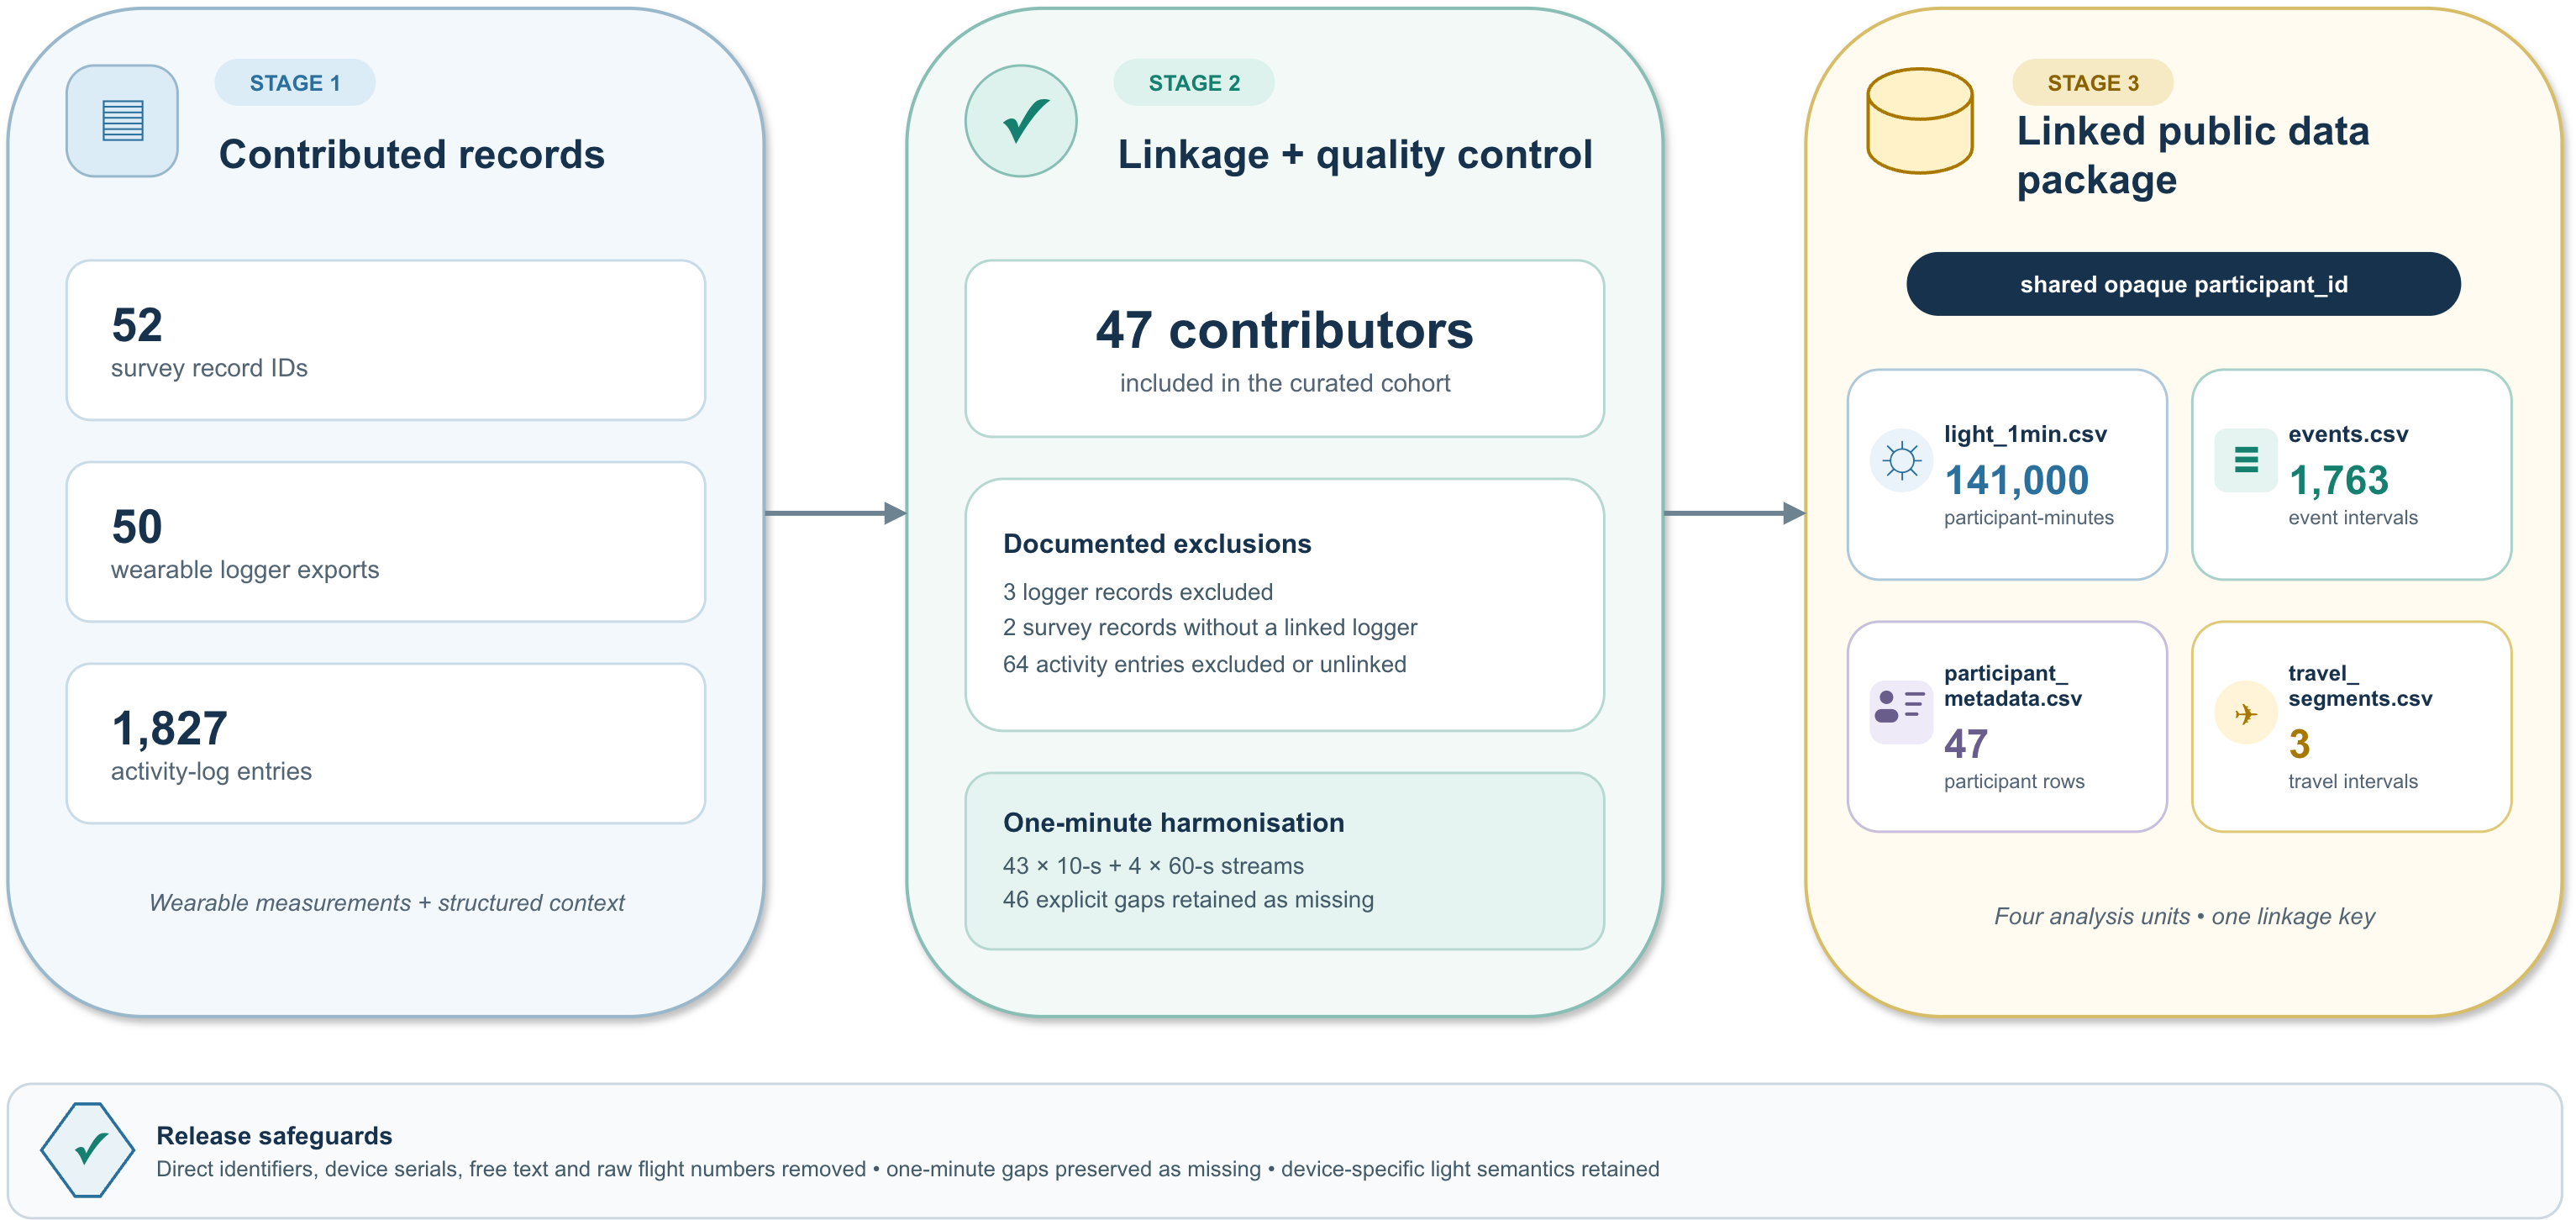 STAGE 1
Contributed records
52
survey record IDs
50
wearable logger exports
1,827
activity-log entries
Wearable measurements + structured context
STAGE 2
Linkage + quality control
47 contributors
included in the curated cohort
Documented exclusions
3 logger records excluded
2 survey records without a linked logger
64 activity entries excluded or unlinked
One-minute harmonisation
43 × 10-s + 4 × 60-s streams
46 explicit gaps retained as missing
STAGE 3
Linked public data
package
shared opaque participant_id
light_1min.csv
141,000
participant-minutes
events.csv
1,763
event intervals
participant_
metadata.csv
47
participant rows
travel_
segments.csv
3
travel intervals
Four analysis units • one linkage key
Release safeguards
Direct identifiers, device serials, free text and raw flight numbers removed • one-minute gaps preserved as missing • device-specific light semantics retained